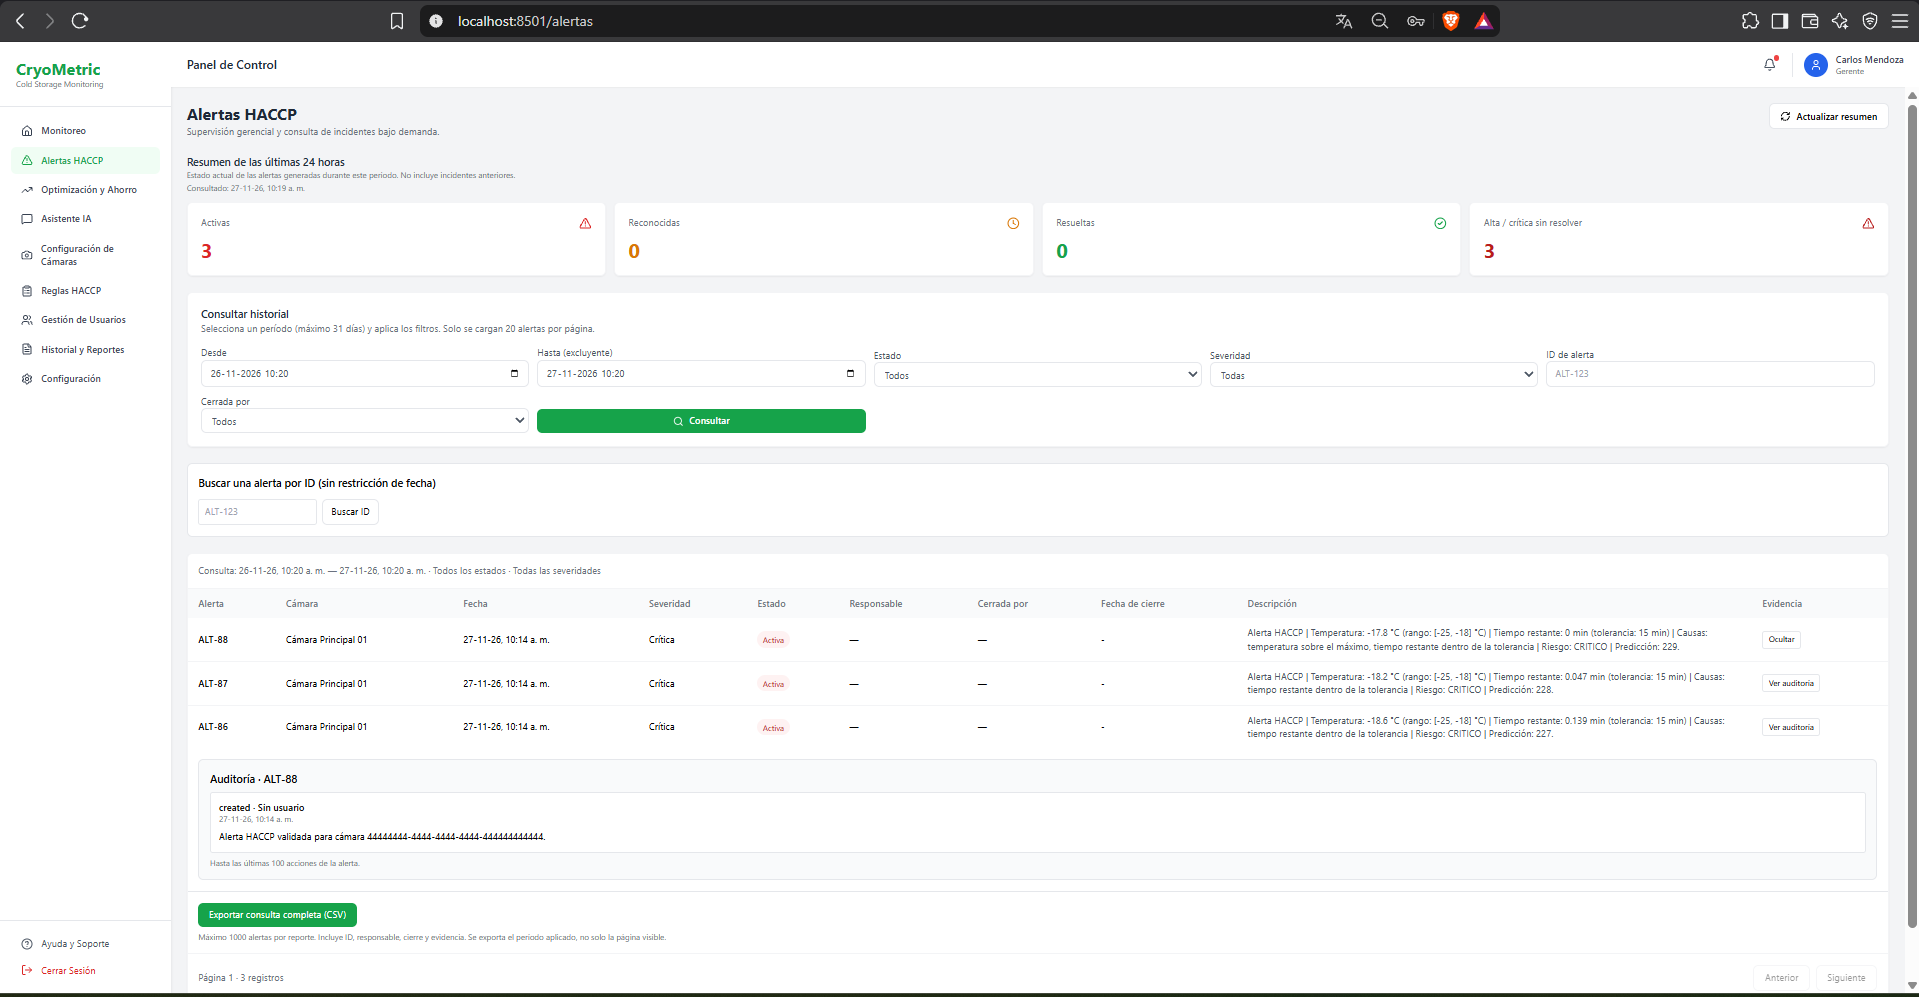 localhost:8501/alertas
CryoMetric
Cold Storage Monitoring
Panel de Control
Carlos Mendoza
Gerente
Monitoreo
Alertas HACCP
Optimización y Ahorro
Asistente IA
Configuración de
Cámaras
Reglas HACCP
Gestión de Usuarios
Historial y Reportes
Configuración
Ayuda y Soporte
Cerrar Sesión
Alertas HACCP
Supervisión gerencial y consulta de incidentes bajo demanda.
Actualizar resumen
Resumen de las últimas 24 horas
Estado actual de las alertas generadas durante este periodo. No incluye incidentes anteriores.
Consultado: 27-11-26, 10:19 a. m.
Activas
3
Reconocidas
0
Resueltas
0
Alta / crítica sin resolver
3
Consultar historial
Selecciona un período (máximo 31 días) y aplica los filtros. Solo se cargan 20 alertas por página.
Desde
26-11-2026 10:20
Hasta (excluyente)
27-11-2026 10:20
Estado
Todos
Severidad
Todas
ID de alerta
ALT-123
Cerrada por
Todos
Consultar
Buscar una alerta por ID (sin restricción de fecha)
ALT-123
Buscar ID
Consulta: 26-11-26, 10:20 a. m. — 27-11-26, 10:20 a. m. · Todos los estados · Todas las severidades
Alerta Cámara Fecha Severidad Estado Responsable Cerrada por Fecha de cierre Descripción Evidencia
ALT-88 Cámara Principal 01 27-11-26, 10:14 a. m. Crítica Activa — — - Alerta HACCP | Temperatura: -17.8 °C (rango: [-25, -18] °C) | Tiempo restante: 0 min (tolerancia: 15 min) | Causas:
temperatura sobre el máximo, tiempo restante dentro de la tolerancia | Riesgo: CRITICO | Predicción: 229.
Ocultar
ALT-87 Cámara Principal 01 27-11-26, 10:14 a. m. Crítica Activa — — - Alerta HACCP | Temperatura: -18.2 °C (rango: [-25, -18] °C) | Tiempo restante: 0.047 min (tolerancia: 15 min) | Causas:
tiempo restante dentro de la tolerancia | Riesgo: CRITICO | Predicción: 228.
Ver auditoría
ALT-86 Cámara Principal 01 27-11-26, 10:14 a. m. Crítica Activa — — - Alerta HACCP | Temperatura: -18.6 °C (rango: [-25, -18] °C) | Tiempo restante: 0.139 min (tolerancia: 15 min) | Causas:
tiempo restante dentro de la tolerancia | Riesgo: CRITICO | Predicción: 227.
Ver auditoría
Auditoría · ALT-88
created · Sin usuario
27-11-26, 10:14 a. m.
Alerta HACCP validada para cámara 44444444-4444-4444-4444-444444444444.
Hasta las últimas 100 acciones de la alerta.
Exportar consulta completa (CSV)
Máximo 1000 alertas por reporte. Incluye ID, responsable, cierre y evidencia. Se exporta el periodo aplicado, no solo la página visible.
Página 1 · 3 registros
Anterior
Siguiente